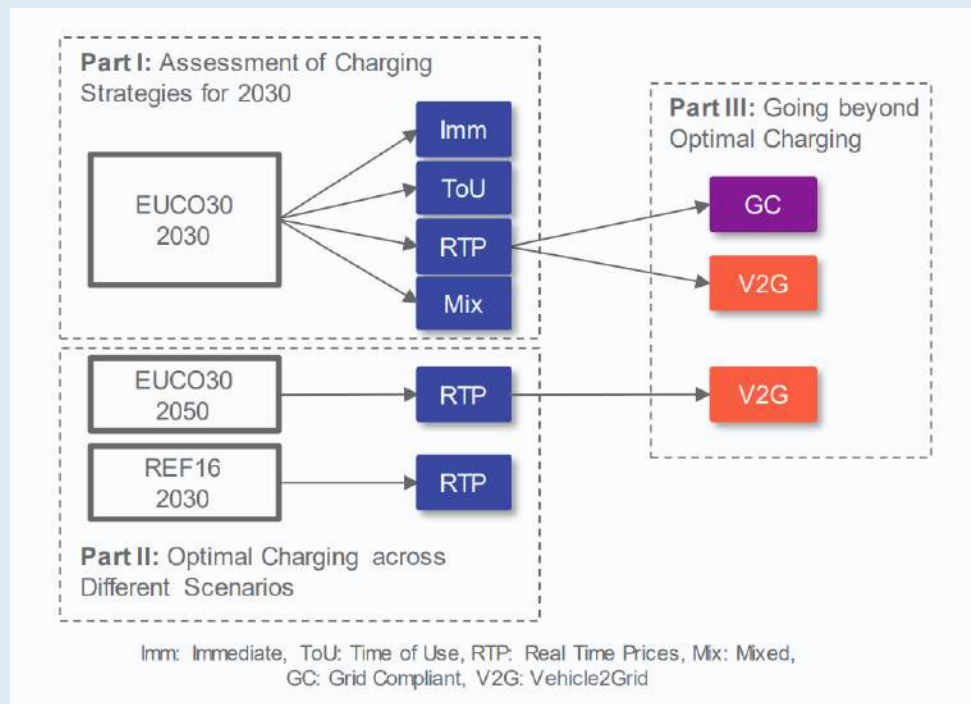 Part I: Assessment of Charging
Strategies for 2030
EUCO30
2030
Imm
ToU
RTP
Mix
Part III: Going beyond
Optimal Charging
GC
V2G
EUCO30
2050
RTP
V2G
REF16
2030
RTP
Part II: Optimal Charging across
Different Scenarios
Imm: Immediate, ToU: Time of Use, RTP: Real Time Prices, Mix: Mixed,
GC: Grid Compliant, V2G: Vehicle2Grid